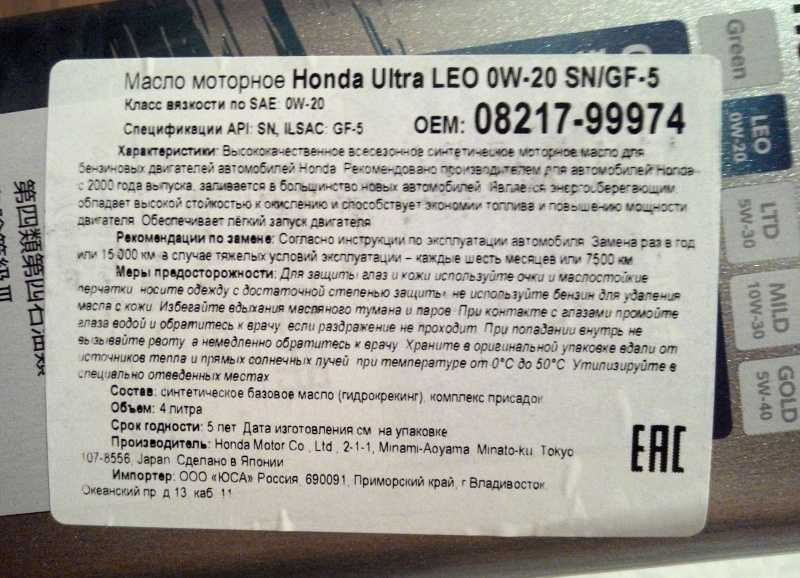 Масло моторное Honda Ultra LEO 0W-20 SN/GF-5
Класс вязкости по SAE: 0W-20
Спецификации API: SN, ILSAC: GF-5
OEM: 08217-99974
Характеристики: Высококачественное всесезонное синтетическое моторное масло для
бензиновых двигателей автомобилей Honda. Рекомендовано производителем для автомобилей Honda
с 2000 года выпуска, заливается в большинство новых автомобилей. Является энергосберегающим,
обладает высокой стойкостью к окислению и способствует экономии топлива и повышению мощности
двигателя. Обеспечивает лёгкий запуск двигателя.
Рекомендации по замене: Согласно инструкции по эксплуатации автомобиля. Замена раз в год
или 15 000 км, в случае тяжелых условий эксплуатации – каждые шесть месяцев или 7500 км.
Меры предосторожности: Для защиты глаз и кожи используйте очки и маслостойкие
перчатки, носите одежду с достаточной степенью защиты, не используйте бензин для удаления
масла с кожи. Избегайте вдыхания масляного тумана и паров. При контакте с глазами промойте
глаза водой и обратитесь к врачу, если раздражение не проходит. При попадании внутрь не
вызывайте рвоту, а немедленно обратитесь к врачу. Храните в оригинальной упаковке вдали от
источников тепла и прямых солнечных лучей, при температуре от 0°С до 50°С. Утилизируйте в
специально отведенных местах.
Состав: синтетическое базовое масло (гидрокрекинг), комплекс присадок.
Объем: 4 литра
Срок годности: 5 лет. Дата изготовления см. на упаковке.
Производитель: Honda Motor Co., Ltd., 2-1-1, Minami-Aoyama, Minato-ku, Tokyo
107-8556, Japan. Сделано в Японии
Импортер: ООО «ЮСА» Россия, 690091, Приморский край, г. Владивосток,
Океанский пр. д.13, каб. 11
EAC
Green
LEO
0W-20
LTD
5W-30
MILD
10W-30
GOLD
5W-40
第四類第四石油類